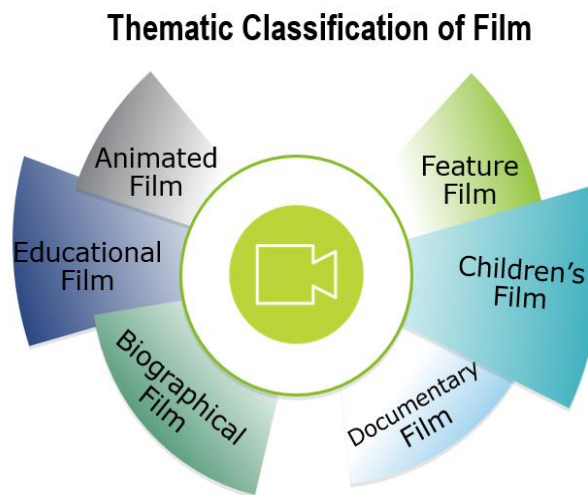 Thematic Classification of Film
Animated
Film
Feature
Film
Educational
Film
Children's
Film
Biographical
Film
Documentary
Film